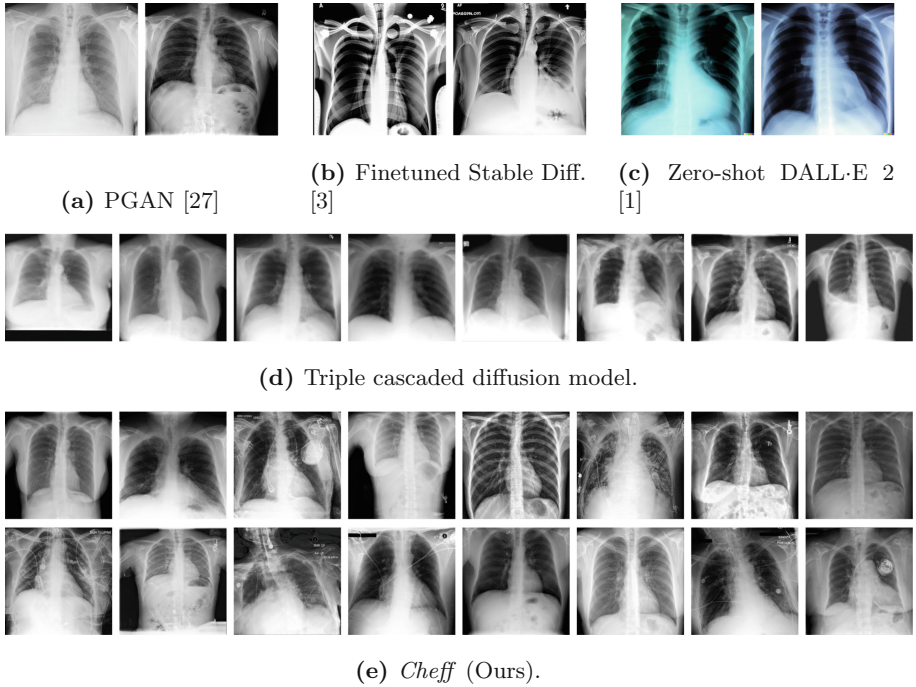 (a) PGAN [27]
(b) Finetuned Stable Diff.
[3]
(c) Zero-shot DALL·E 2
[1]
(d) Triple cascaded diffusion model.
(e) Cheff (Ours).